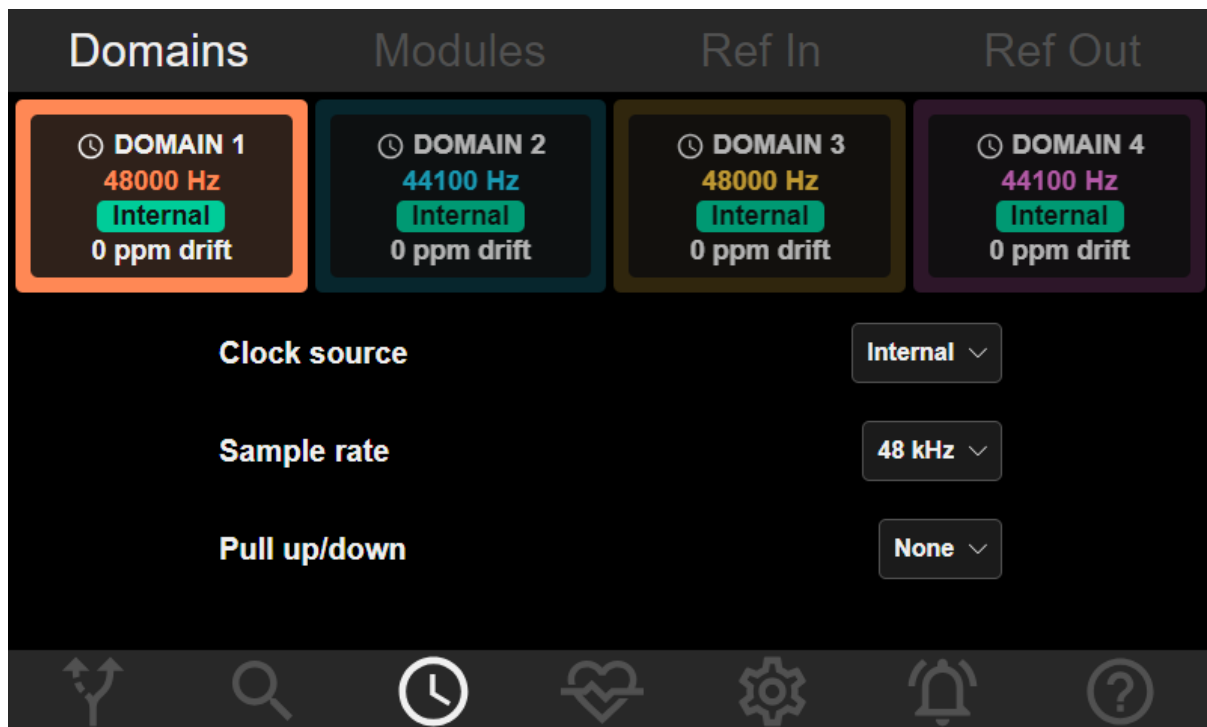 Domains Modules Ref In Ref Out
DOMAIN 1
48000 Hz
Internal
0 ppm drift
DOMAIN 2
44100 Hz
Internal
0 ppm drift
DOMAIN 3
48000 Hz
Internal
0 ppm drift
DOMAIN 4
44100 Hz
Internal
0 ppm drift
Clock source Internal
Sample rate 48 kHz
Pull up/down None